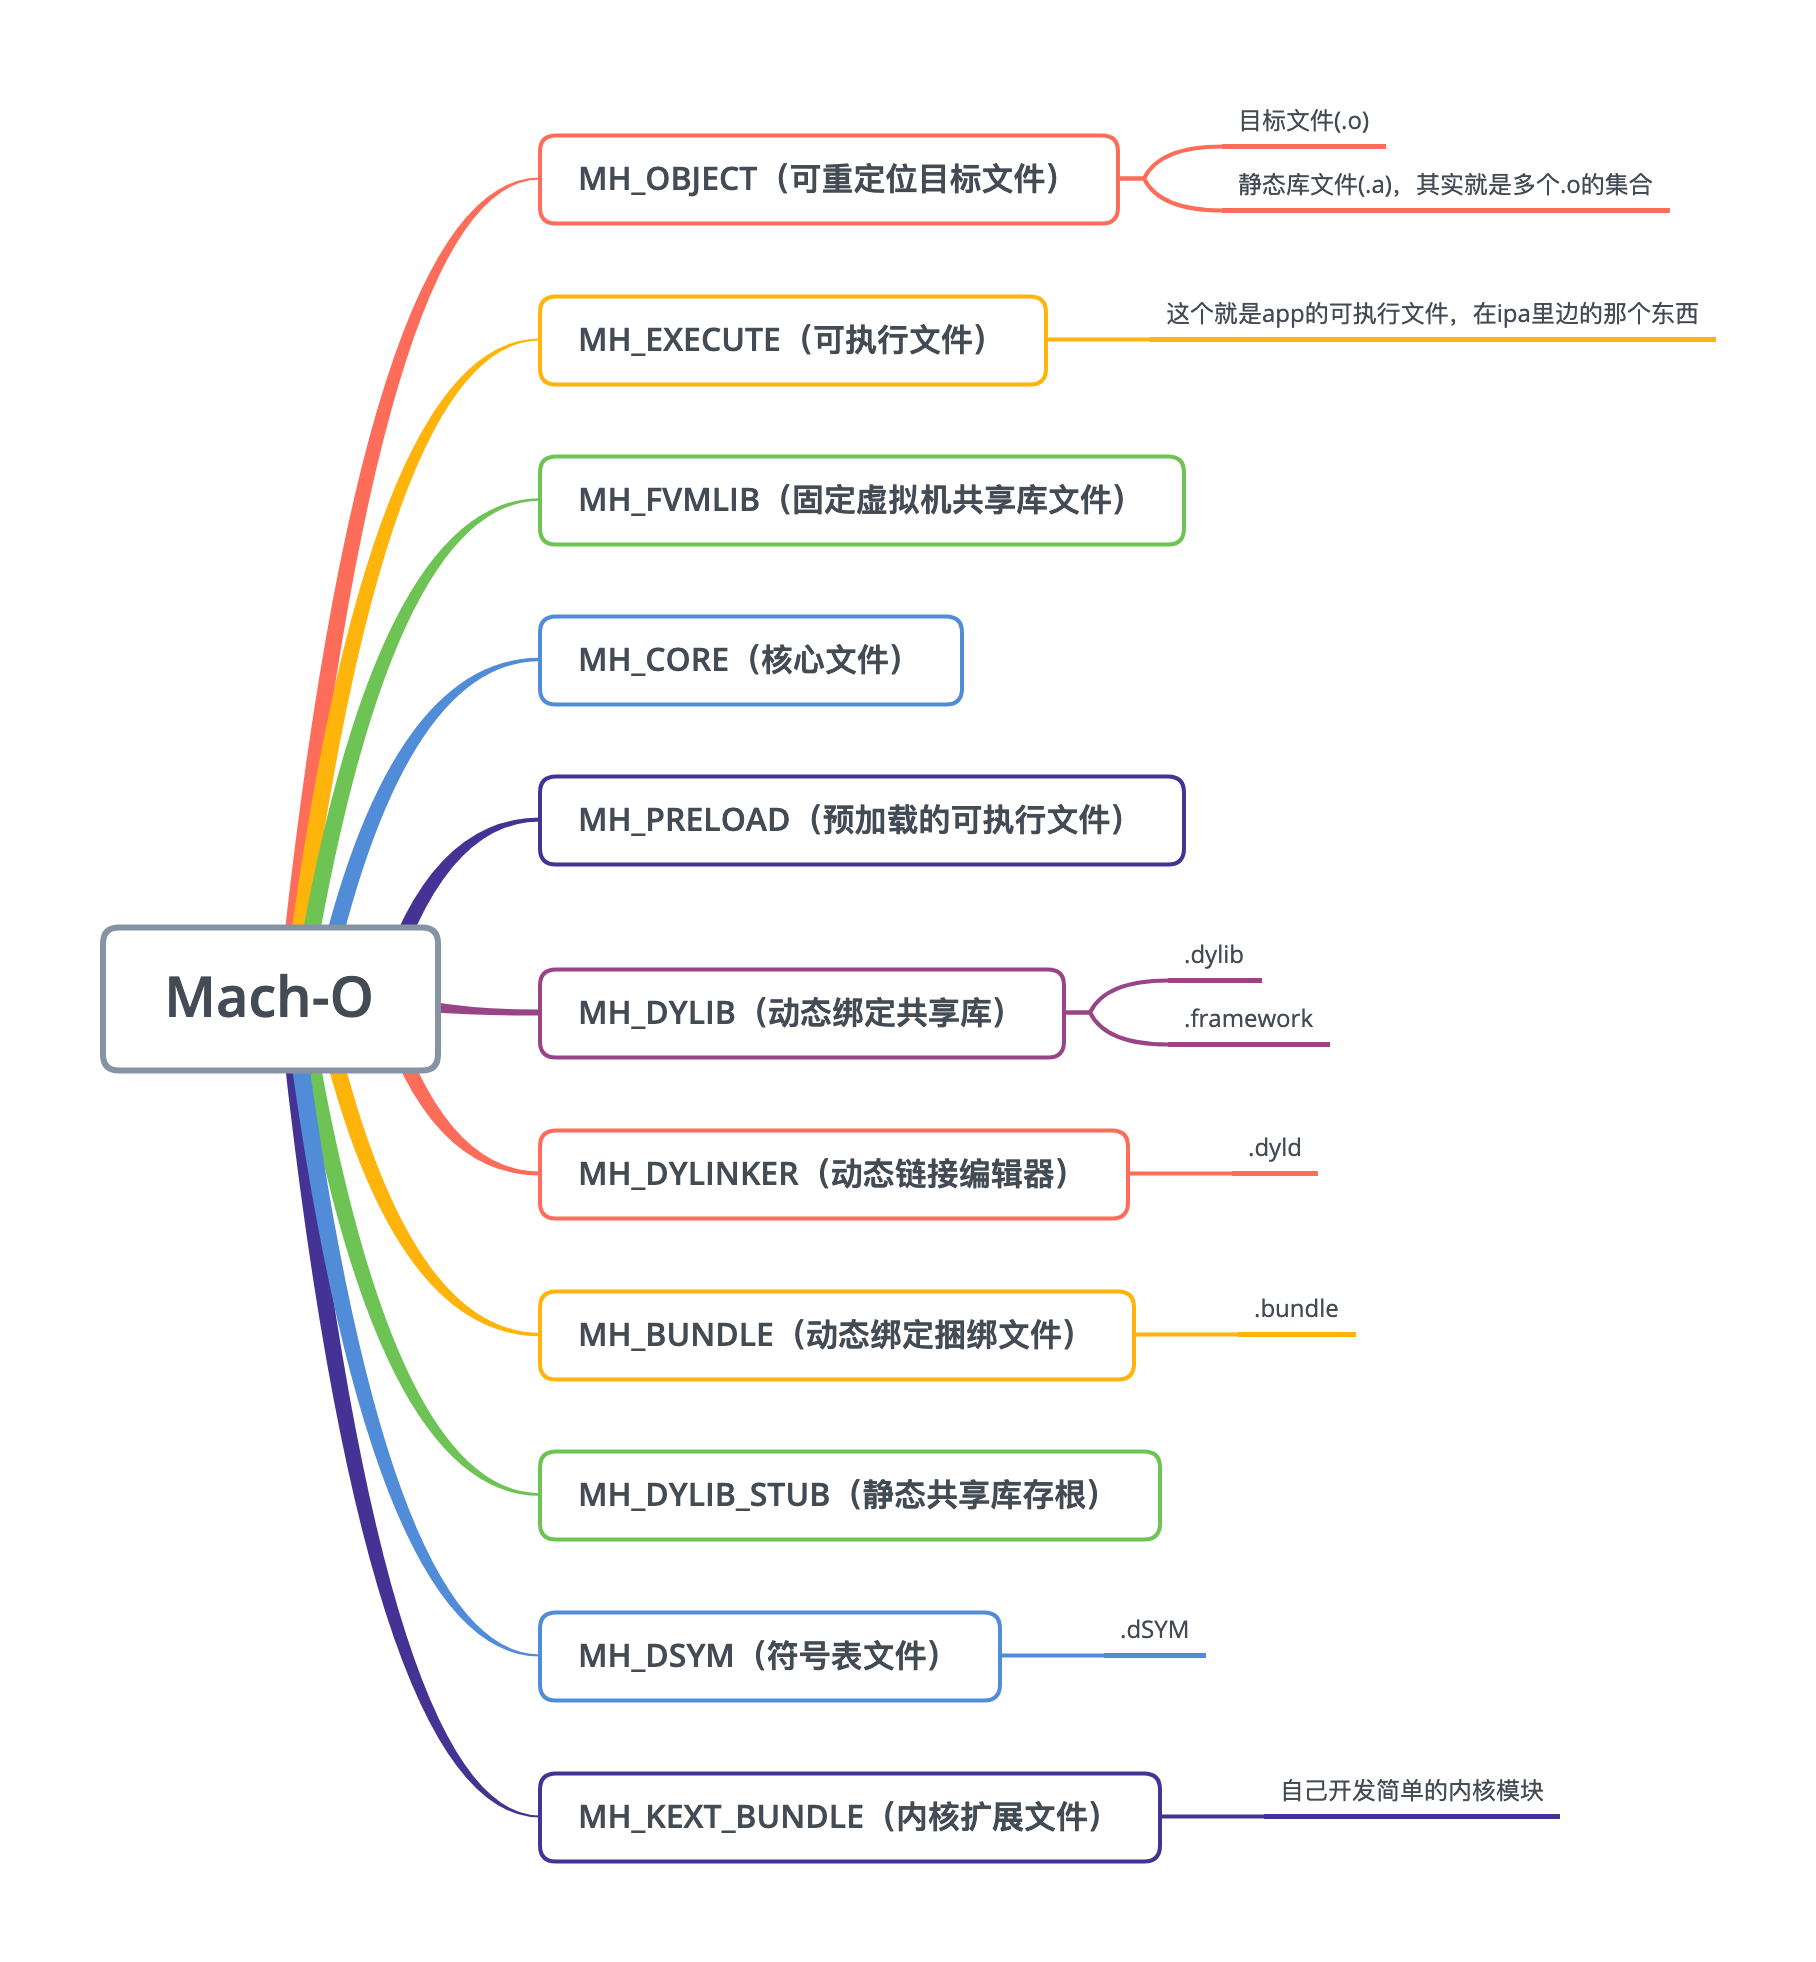 Mach-O
MH_OBJECT（可重定位目标文件）
目标文件(.o)
静态库文件(.a)，其实就是多个.o的集合
MH_EXECUTE（可执行文件）
这个就是app的可执行文件，在ipa里边的那个东西
MH_FVMLIB（固定虚拟机共享库文件）
MH_CORE（核心文件）
MH_PRELOAD（预加载的可执行文件）
MH_DYLIB（动态绑定共享库）
.dylib
.framework
MH_DYLINKER（动态链接编辑器）
.dyld
MH_BUNDLE（动态绑定捆绑文件）
.bundle
MH_DYLIB_STUB（静态共享库存根）
MH_DSYM（符号表文件）
.dSYM
MH_KEXT_BUNDLE（内核扩展文件）
自己开发简单的内核模块